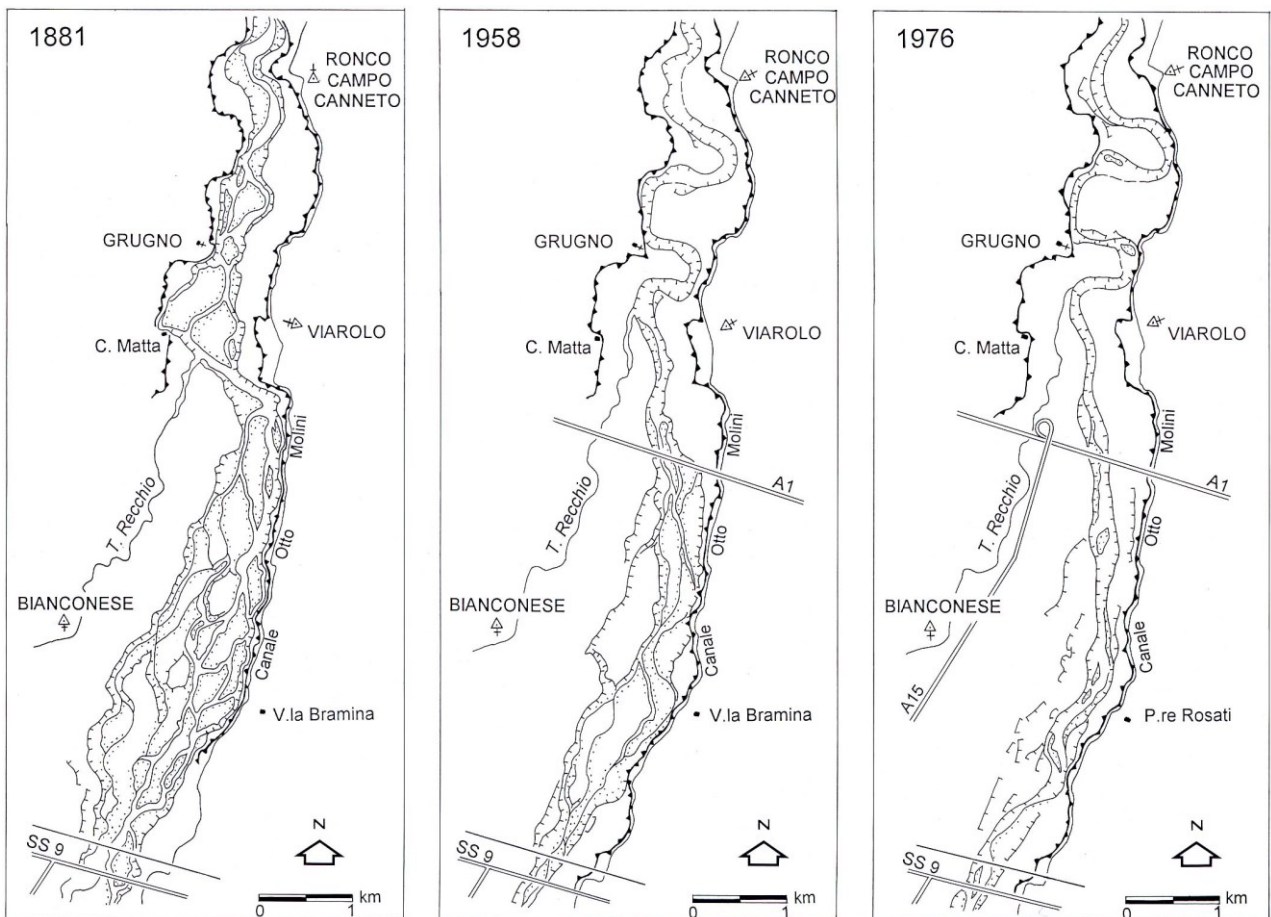 1881
RONCO
CAMPO
CANNETO
GRUGNO
VIAROLO
C. Matta
Molini
T. Recchio
Otto
BIANCONESE
Canale
V.la Bramina
N
SS 9
km
0 1
1958
RONCO
CAMPO
CANNETO
GRUGNO
VIAROLO
C. Matta
Molini
A1
T. Recchio
Otto
BIANCONESE
Canale
V.la Bramina
N
SS 9
km
0 1
1976
RONCO
CAMPO
CANNETO
GRUGNO
VIAROLO
C. Matta
Molini
A1
T. Recchio
Otto
BIANCONESE
Canale
A15
P.re Rosati
N
SS 9
km
0 1